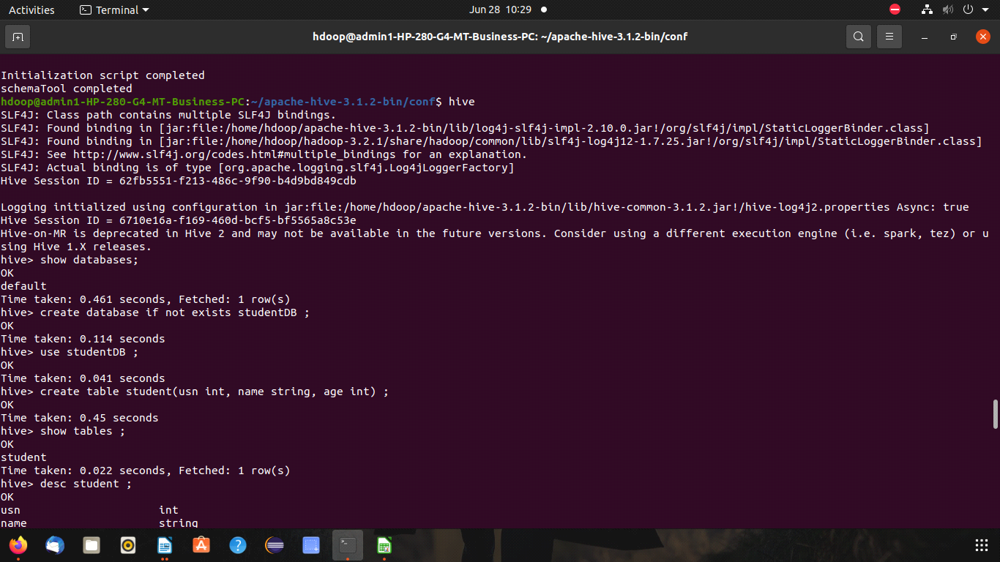 Activities
Terminal
Jun 28 10:29
hdoop@admin1-HP-280-G4-MT-Business-PC: ~/apache-hive-3.1.2-bin/conf
Initialization script completed
schemaTool completed
hdoop@admin1-HP-280-G4-MT-Business-PC:~/apache-hive-3.1.2-bin/conf$ hive
SLF4J: Class path contains multiple SLF4J bindings.
SLF4J: Found binding in [jar:file:/home/hdoop/apache-hive-3.1.2-bin/lib/log4j-slf4j-impl-2.10.0.jar!/org/slf4j/impl/StaticLoggerBinder.class]
SLF4J: Found binding in [jar:file:/home/hdoop/hadoop-3.2.1/share/hadoop/common/lib/slf4j-log4j12-1.7.25.jar!/org/slf4j/impl/StaticLoggerBinder.class]
SLF4J: See http://www.slf4j.org/codes.html#multiple_bindings for an explanation.
SLF4J: Actual binding is of type [org.apache.logging.slf4j.Log4jLoggerFactory]
Hive Session ID = 62fb5551-f213-486c-9f90-b4d9bd849cdb
Logging initialized using configuration in jar:file:/home/hdoop/apache-hive-3.1.2-bin/lib/hive-common-3.1.2.jar!/hive-log4j2.properties Async: true
Hive Session ID = 6710e16a-f169-460d-bcf5-bf5565a8c53e
Hive-on-MR is deprecated in Hive 2 and may not be available in the future versions. Consider using a different execution engine (i.e. spark, tez) or u
sing Hive 1.X releases.
hive> show databases;
OK
default
Time taken: 0.461 seconds, Fetched: 1 row(s)
hive> create database if not exists studentDB ;
OK
Time taken: 0.114 seconds
hive> use studentDB ;
OK
Time taken: 0.041 seconds
hive> create table student(usn int, name string, age int) ;
OK
Time taken: 0.45 seconds
hive> show tables ;
OK
student
Time taken: 0.022 seconds, Fetched: 1 row(s)
hive> desc student ;
OK
usn int
name string